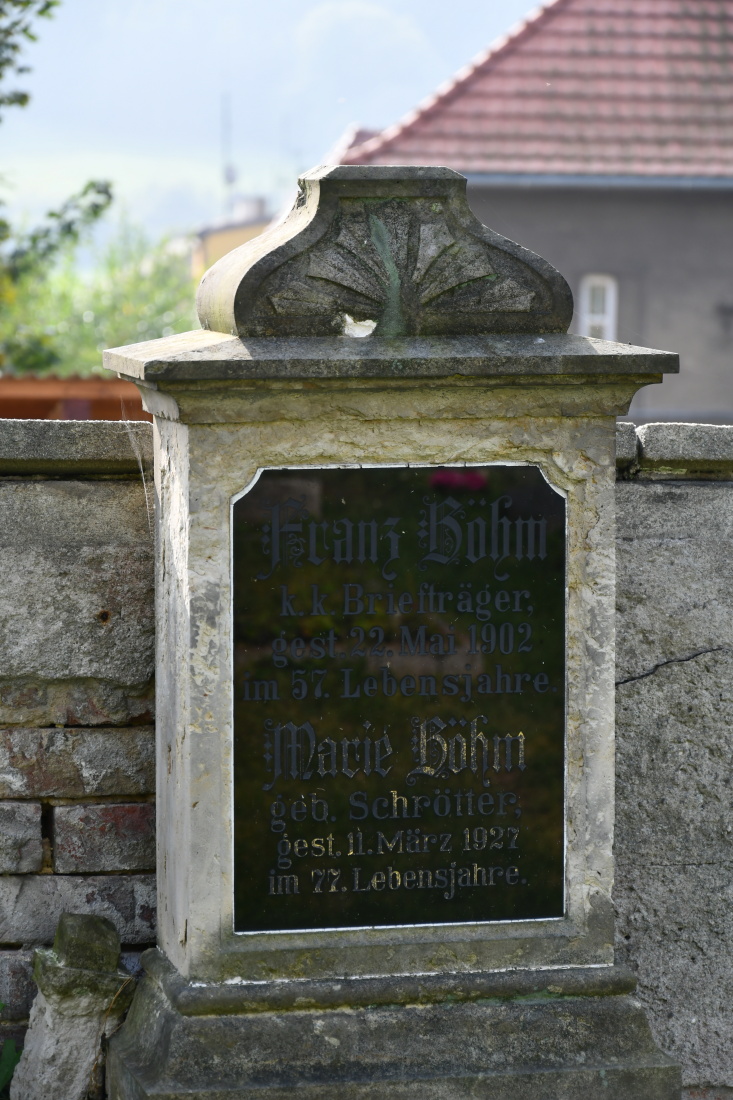 Franz Böhm
k. k. Briefträger,
gest. 22. Mai 1902
im 57. Lebensjahre.
Marie Böhm
geb. Schrötter,
gest. 11. März 1927
im 77. Lebensjahre.